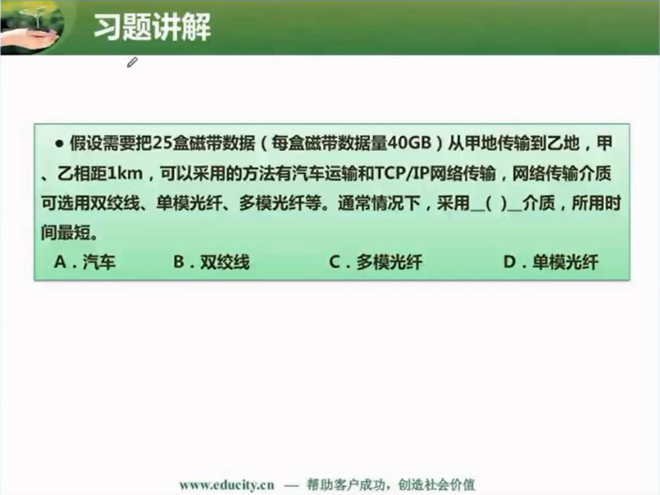 习题讲解
● 假设需要把25盒磁带数据（每盒磁带数据量40GB）从甲地传输到乙地，甲
、乙相距1km，可以采用的方法有汽车运输和TCP/IP网络传输，网络传输介质
可选用双绞线、单模光纤、多模光纤等。通常情况下，采用__( )__介质，所用时
间最短。
A．汽车 B．双绞线 C．多模光纤 D．单模光纤
www.educity.cn — 帮助客户成功，创造社会价值